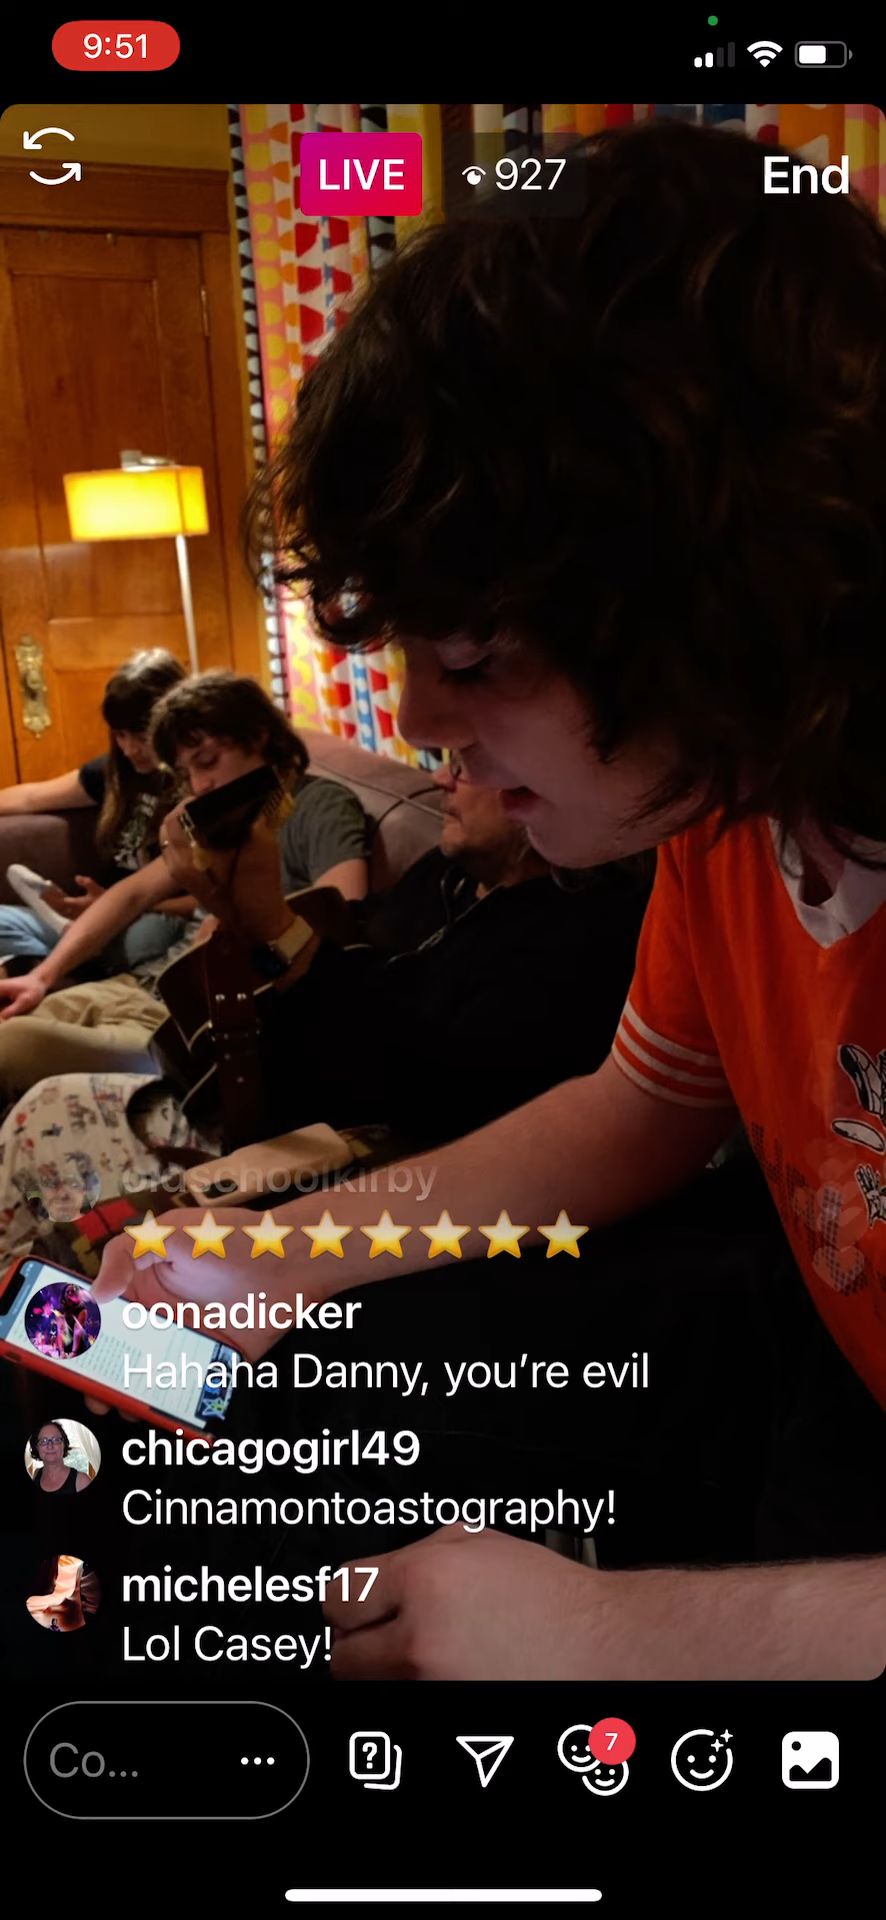 9:51
LIVE
927
End
oldschoolkirby
⭐⭐⭐⭐⭐⭐⭐⭐
oonadicker
Hahaha Danny, you’re evil
chicagogirl49
Cinnamontoastography!
michelesf17
Lol Casey!
Co...
7